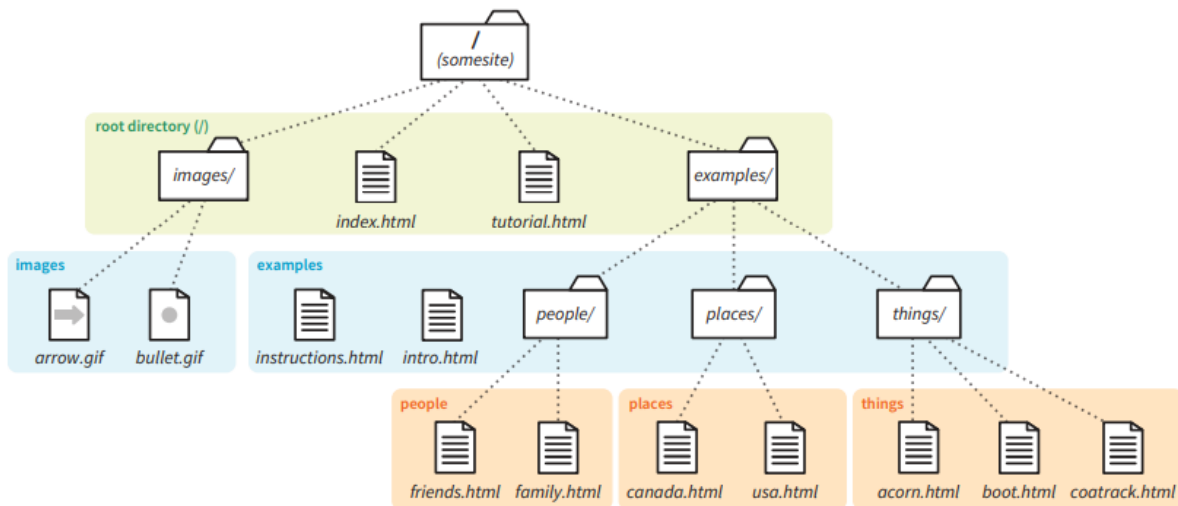 /
(somesite)
root directory (/)
images/
index.html
tutorial.html
examples/
images
arrow.gif
bullet.gif
examples
instructions.html
intro.html
people/
places/
things/
people
friends.html
family.html
places
canada.html
usa.html
things
acorn.html
boot.html
coatrack.html